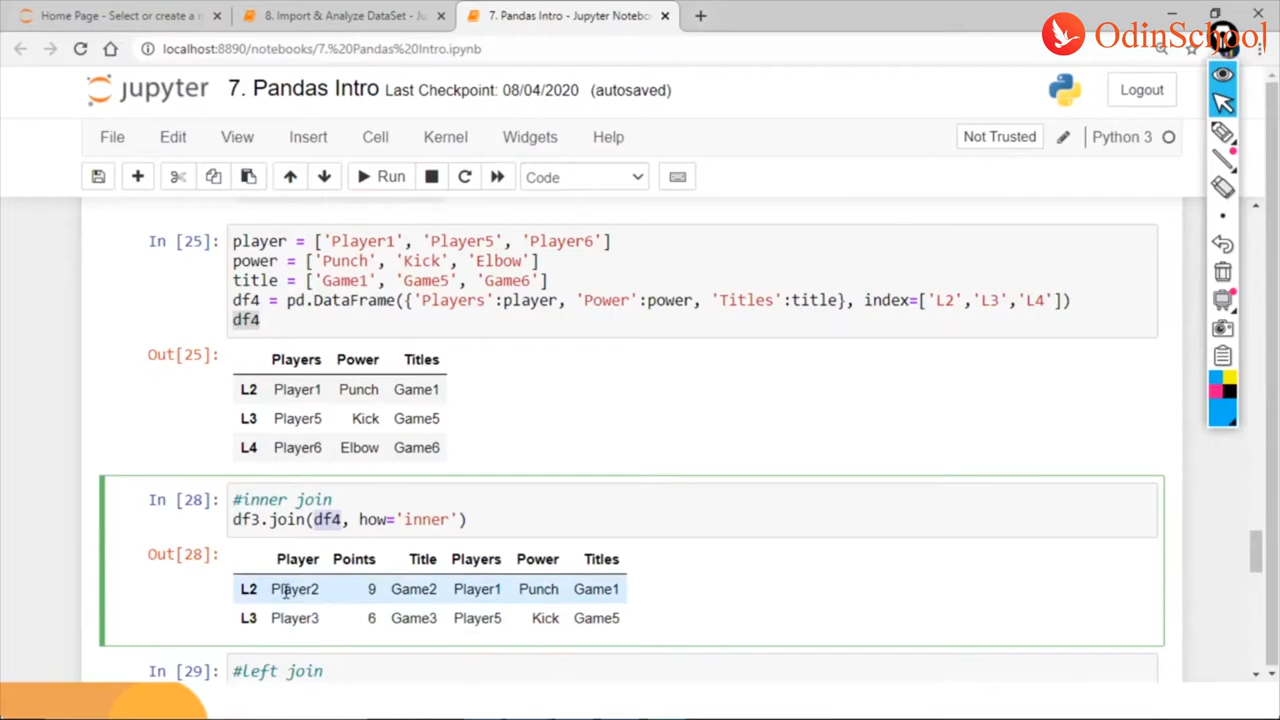 Home Page - Select or create a n
8. Import & Analyze DataSet - Ju
7. Pandas Intro - Jupyter Notebo
OdinSchool
localhost:8890/notebooks/7.%20Pandas%20Intro.ipynb
jupyter 7. Pandas Intro Last Checkpoint: 08/04/2020 (autosaved)
Logout
File Edit View Insert Cell Kernel Widgets Help
Not Trusted
Python 3
Run
Code
In [25]: player = ['Player1', 'Player5', 'Player6']
power = ['Punch', 'Kick', 'Elbow']
title = ['Game1', 'Game5', 'Game6']
df4 = pd.DataFrame({'Players':player, 'Power':power, 'Titles':title}, index=['L2','L3','L4'])
df4
Out[25]: Players Power Titles
L2 Player1 Punch Game1
L3 Player5 Kick Game5
L4 Player6 Elbow Game6
In [28]: #inner join
df3.join(df4, how='inner')
Out[28]: Player Points Title Players Power Titles
L2 Player2 9 Game2 Player1 Punch Game1
L3 Player3 6 Game3 Player5 Kick Game5
In [29]: #left join